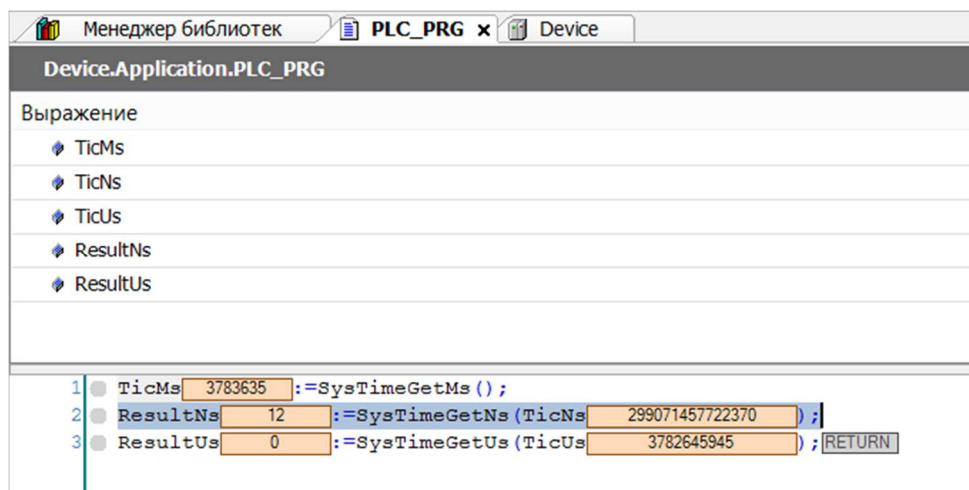 Менеджер библиотек PLC_PRG x Device
Device.Application.PLC_PRG
Выражение
TicMs
TicNs
TicUs
ResultNs
ResultUs
1 TicMs 3783635 :=SysTimeGetMs();
2 ResultNs 12 :=SysTimeGetNs(TicNs 299071457722370 );
3 ResultUs 0 :=SysTimeGetUs(TicUs 3782645945 ); RETURN